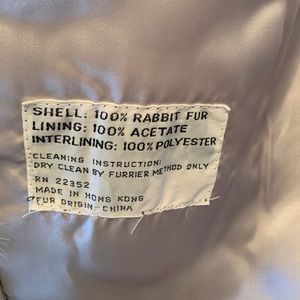 SHELL: 100% RABBIT FUR
LINING: 100% ACETATE
INTERLINING: 100% POLYESTER
CLEANING INSTRUCTION:
DRY CLEAN BY FURRIER METHOD ONLY
RN 22352
MADE IN HONG KONG
FUR ORIGIN-CHINA